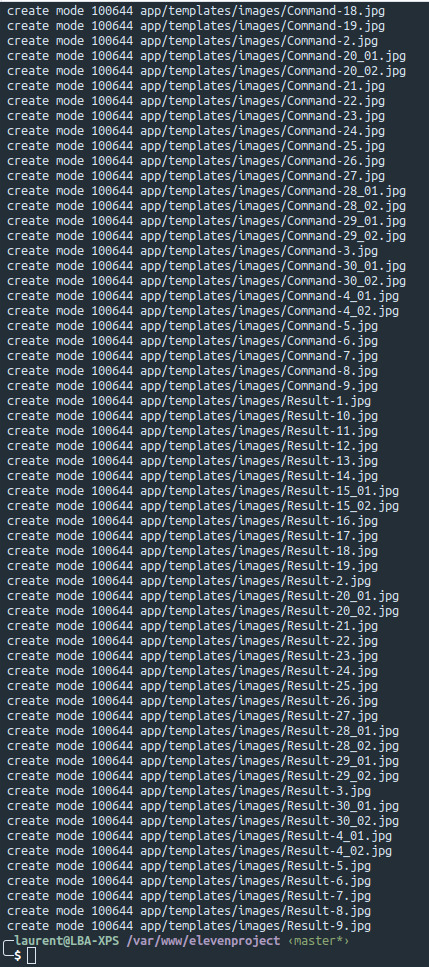 create mode 100644 app/templates/images/Command-18.jpg
create mode 100644 app/templates/images/Command-19.jpg
create mode 100644 app/templates/images/Command-2.jpg
create mode 100644 app/templates/images/Command-20_01.jpg
create mode 100644 app/templates/images/Command-20_02.jpg
create mode 100644 app/templates/images/Command-21.jpg
create mode 100644 app/templates/images/Command-22.jpg
create mode 100644 app/templates/images/Command-23.jpg
create mode 100644 app/templates/images/Command-24.jpg
create mode 100644 app/templates/images/Command-25.jpg
create mode 100644 app/templates/images/Command-26.jpg
create mode 100644 app/templates/images/Command-27.jpg
create mode 100644 app/templates/images/Command-28_01.jpg
create mode 100644 app/templates/images/Command-28_02.jpg
create mode 100644 app/templates/images/Command-29_01.jpg
create mode 100644 app/templates/images/Command-29_02.jpg
create mode 100644 app/templates/images/Command-3.jpg
create mode 100644 app/templates/images/Command-30_01.jpg
create mode 100644 app/templates/images/Command-30_02.jpg
create mode 100644 app/templates/images/Command-4_01.jpg
create mode 100644 app/templates/images/Command-4_02.jpg
create mode 100644 app/templates/images/Command-5.jpg
create mode 100644 app/templates/images/Command-6.jpg
create mode 100644 app/templates/images/Command-7.jpg
create mode 100644 app/templates/images/Command-8.jpg
create mode 100644 app/templates/images/Command-9.jpg
create mode 100644 app/templates/images/Result-1.jpg
create mode 100644 app/templates/images/Result-10.jpg
create mode 100644 app/templates/images/Result-11.jpg
create mode 100644 app/templates/images/Result-12.jpg
create mode 100644 app/templates/images/Result-13.jpg
create mode 100644 app/templates/images/Result-14.jpg
create mode 100644 app/templates/images/Result-15_01.jpg
create mode 100644 app/templates/images/Result-15_02.jpg
create mode 100644 app/templates/images/Result-16.jpg
create mode 100644 app/templates/images/Result-17.jpg
create mode 100644 app/templates/images/Result-18.jpg
create mode 100644 app/templates/images/Result-19.jpg
create mode 100644 app/templates/images/Result-2.jpg
create mode 100644 app/templates/images/Result-20_01.jpg
create mode 100644 app/templates/images/Result-20_02.jpg
create mode 100644 app/templates/images/Result-21.jpg
create mode 100644 app/templates/images/Result-22.jpg
create mode 100644 app/templates/images/Result-23.jpg
create mode 100644 app/templates/images/Result-24.jpg
create mode 100644 app/templates/images/Result-25.jpg
create mode 100644 app/templates/images/Result-26.jpg
create mode 100644 app/templates/images/Result-27.jpg
create mode 100644 app/templates/images/Result-28_01.jpg
create mode 100644 app/templates/images/Result-28_02.jpg
create mode 100644 app/templates/images/Result-29_01.jpg
create mode 100644 app/templates/images/Result-29_02.jpg
create mode 100644 app/templates/images/Result-3.jpg
create mode 100644 app/templates/images/Result-30_01.jpg
create mode 100644 app/templates/images/Result-30_02.jpg
create mode 100644 app/templates/images/Result-4_01.jpg
create mode 100644 app/templates/images/Result-4_02.jpg
create mode 100644 app/templates/images/Result-5.jpg
create mode 100644 app/templates/images/Result-6.jpg
create mode 100644 app/templates/images/Result-7.jpg
create mode 100644 app/templates/images/Result-8.jpg
create mode 100644 app/templates/images/Result-9.jpg
laurent@LBA-XPS /var/www/elevenproject ‹master*›
$